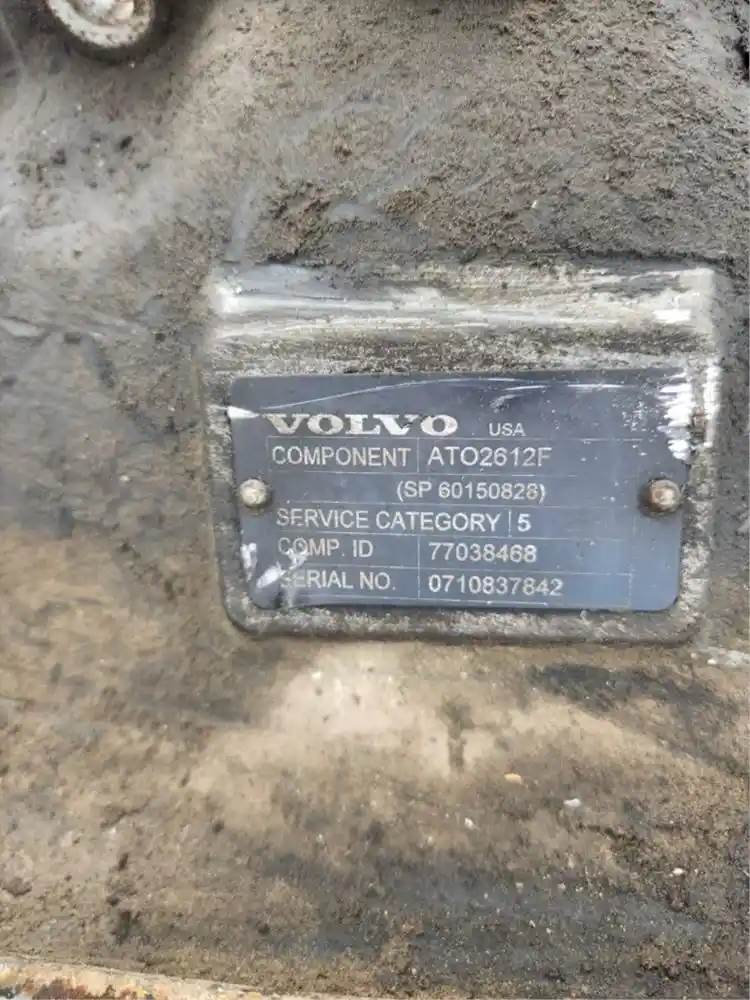 VOLVO USA
COMPONENT ATO2612F
(SP 60150828)
SERVICE CATEGORY 5
COMP. ID 77038468
SERIAL NO. 0710837842